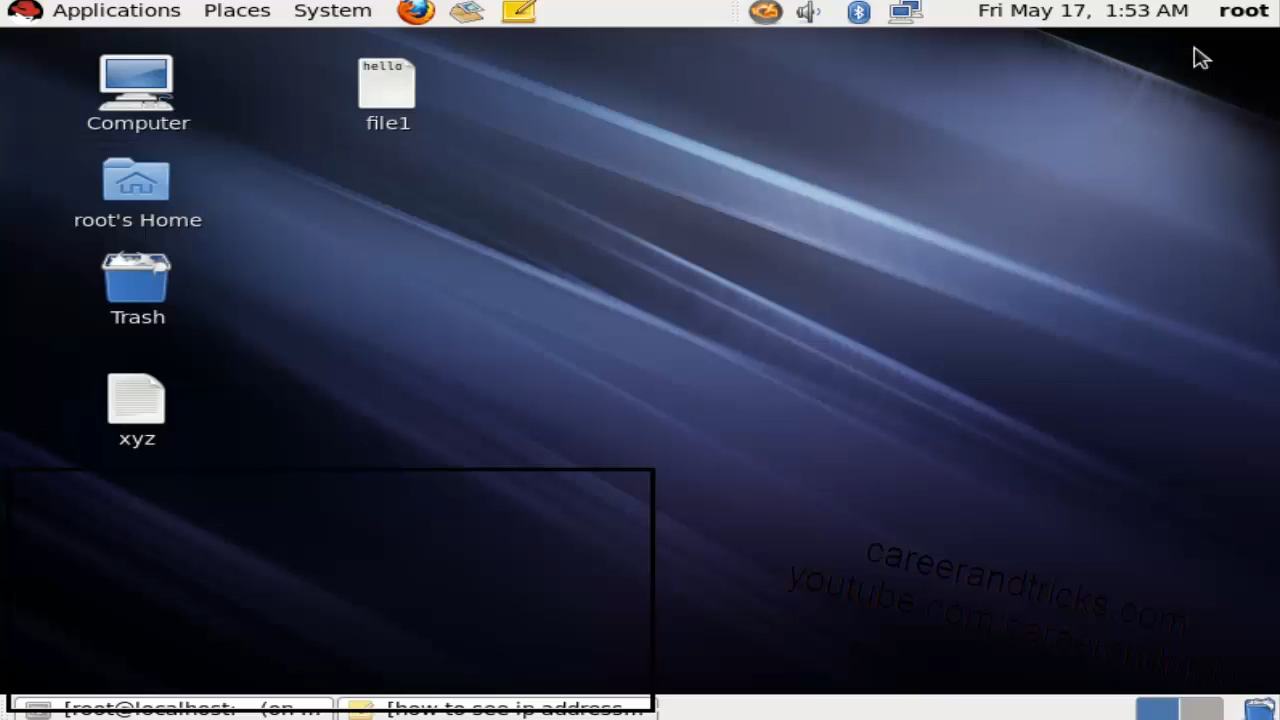 Applications Places System Fri May 17, 1:53 AM root
hello
Computer
file1
root's Home
Trash
xyz
careerandtricks.com
[root@localhost: (on ... [how to see ip address...